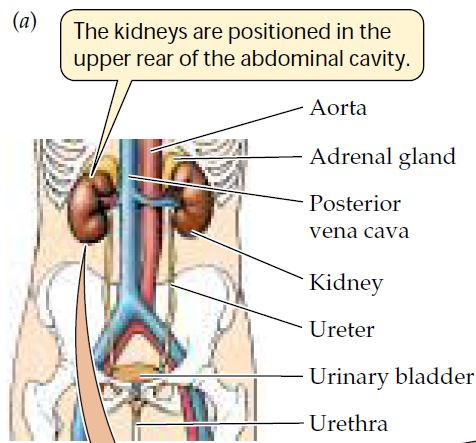 (a)
The kidneys are positioned in the
upper rear of the abdominal cavity.
Aorta
Adrenal gland
Posterior
vena cava
Kidney
Ureter
Urinary bladder
Urethra